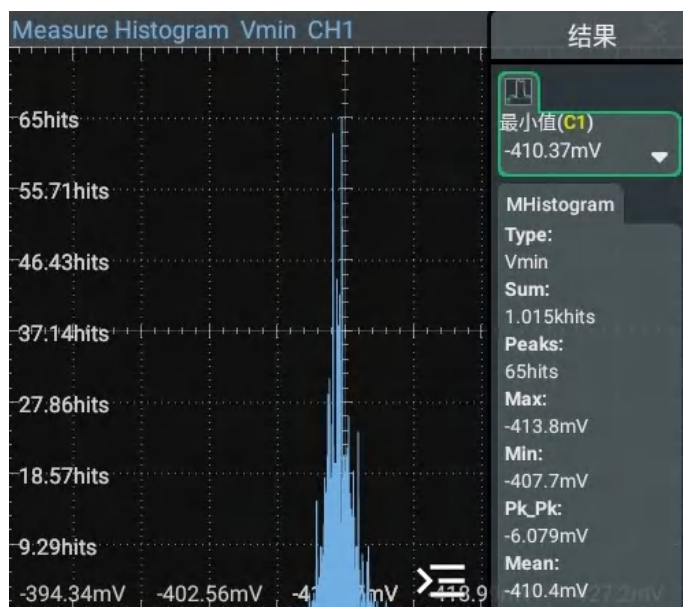 Measure Histogram Vmin CH1
65hits
55.71hits
46.43hits
37.14hits
27.86hits
18.57hits
9.29hits
-394.34mV
-402.56mV
结果
最小值(C1)
-410.37mV
MHistogram
Type:
Vmin
Sum:
1.015khits
Peaks:
65hits
Max:
-413.8mV
Min:
-407.7mV
Pk_Pk:
-6.079mV
Mean:
-410.4mV